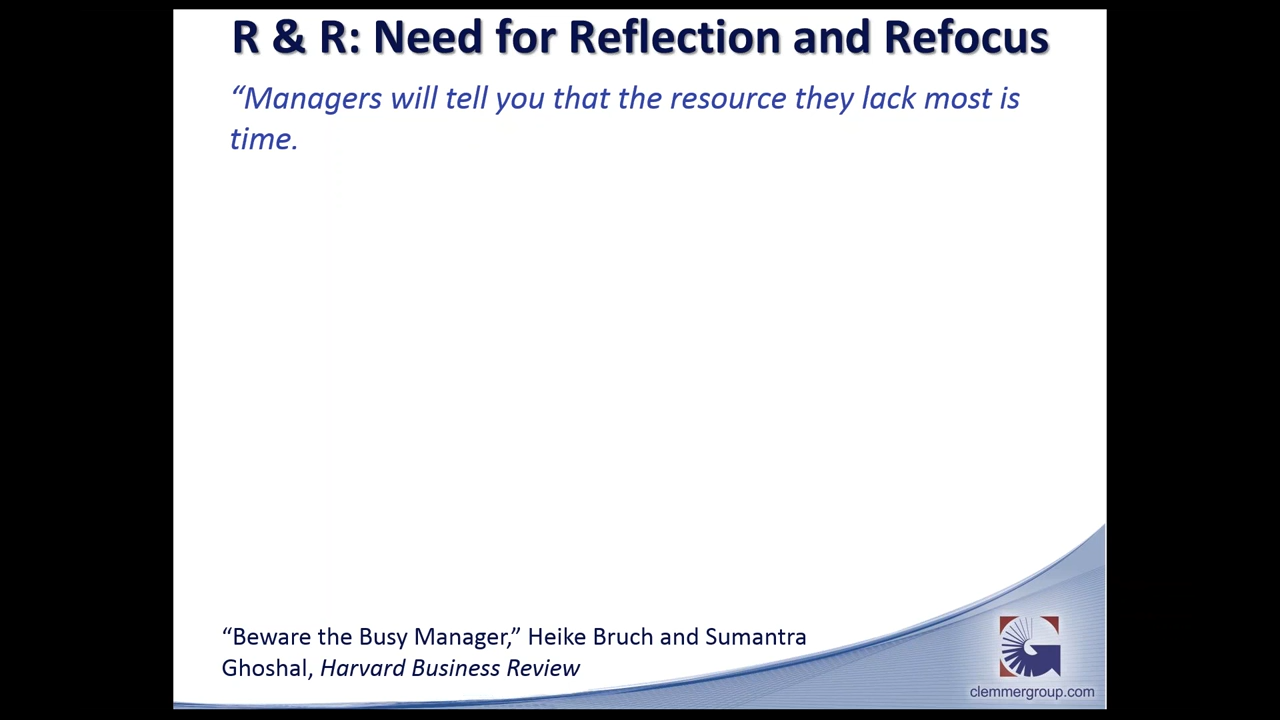 R & R: Need for Reflection and Refocus
“Managers will tell you that the resource they lack most is
time.
“Beware the Busy Manager,” Heike Bruch and Sumantra
Ghoshal, Harvard Business Review
clemmergroup.com